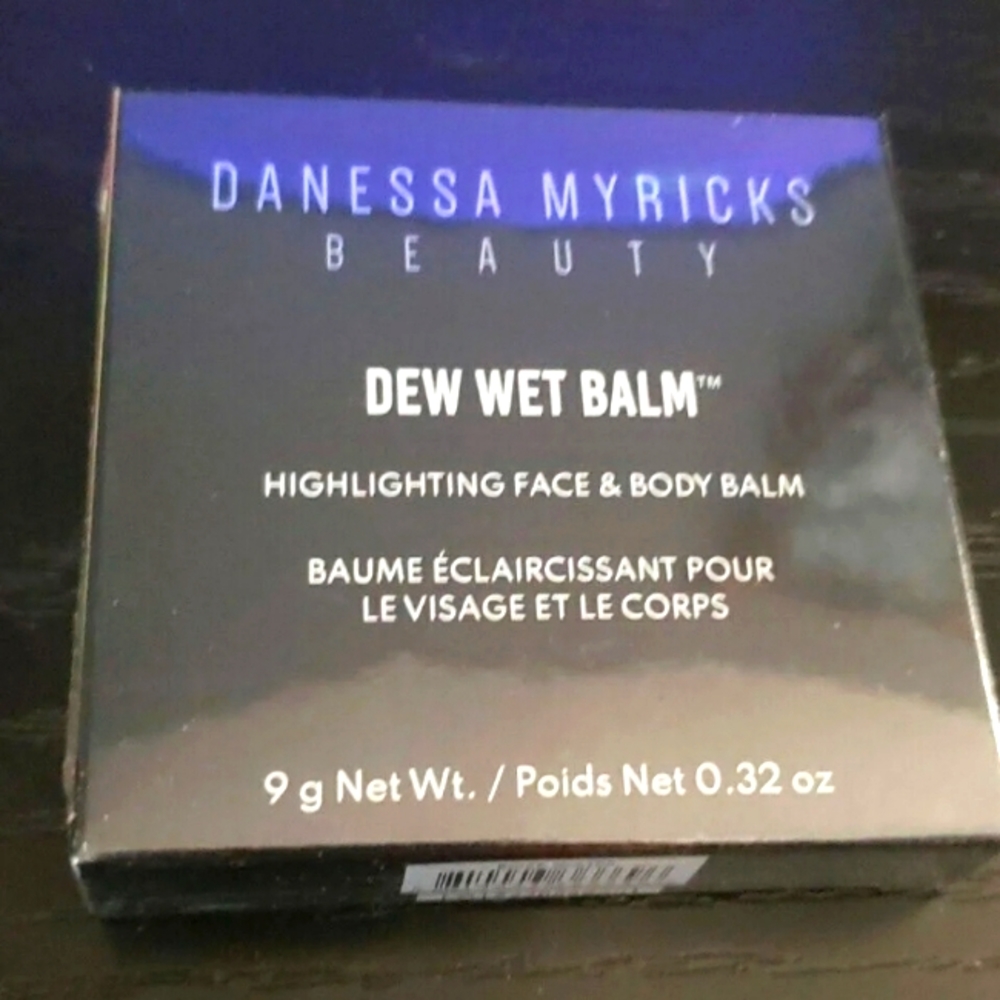 DANESSA MYRICKS
BEAUTY
DEW WET BALM™
HIGHLIGHTING FACE & BODY BALM
BAUME ÉCLAIRCISSANT POUR
LE VISAGE ET LE CORPS
9 g Net Wt. / Poids Net 0.32 oz